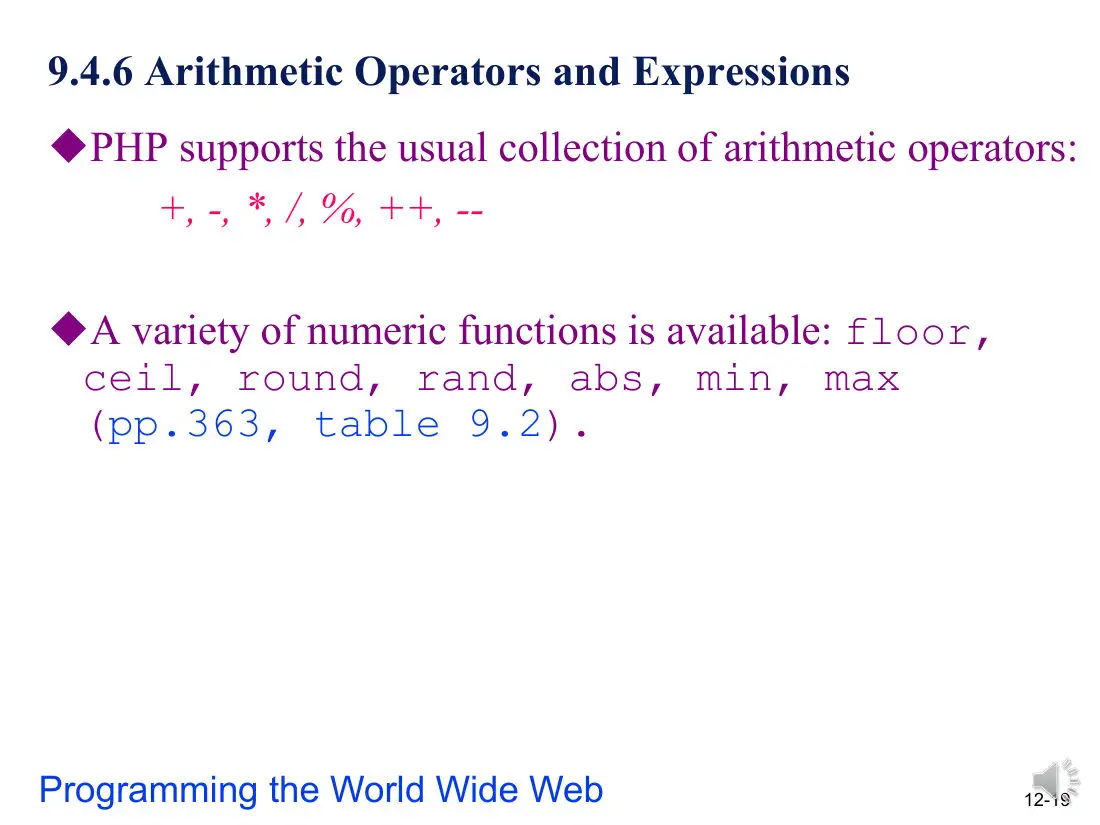 9.4.6 Arithmetic Operators and Expressions
PHP supports the usual collection of arithmetic operators:
+, -, *, /, %, ++, --
A variety of numeric functions is available: floor,
ceil, round, rand, abs, min, max
(pp.363, table 9.2).
Programming the World Wide Web
12-19